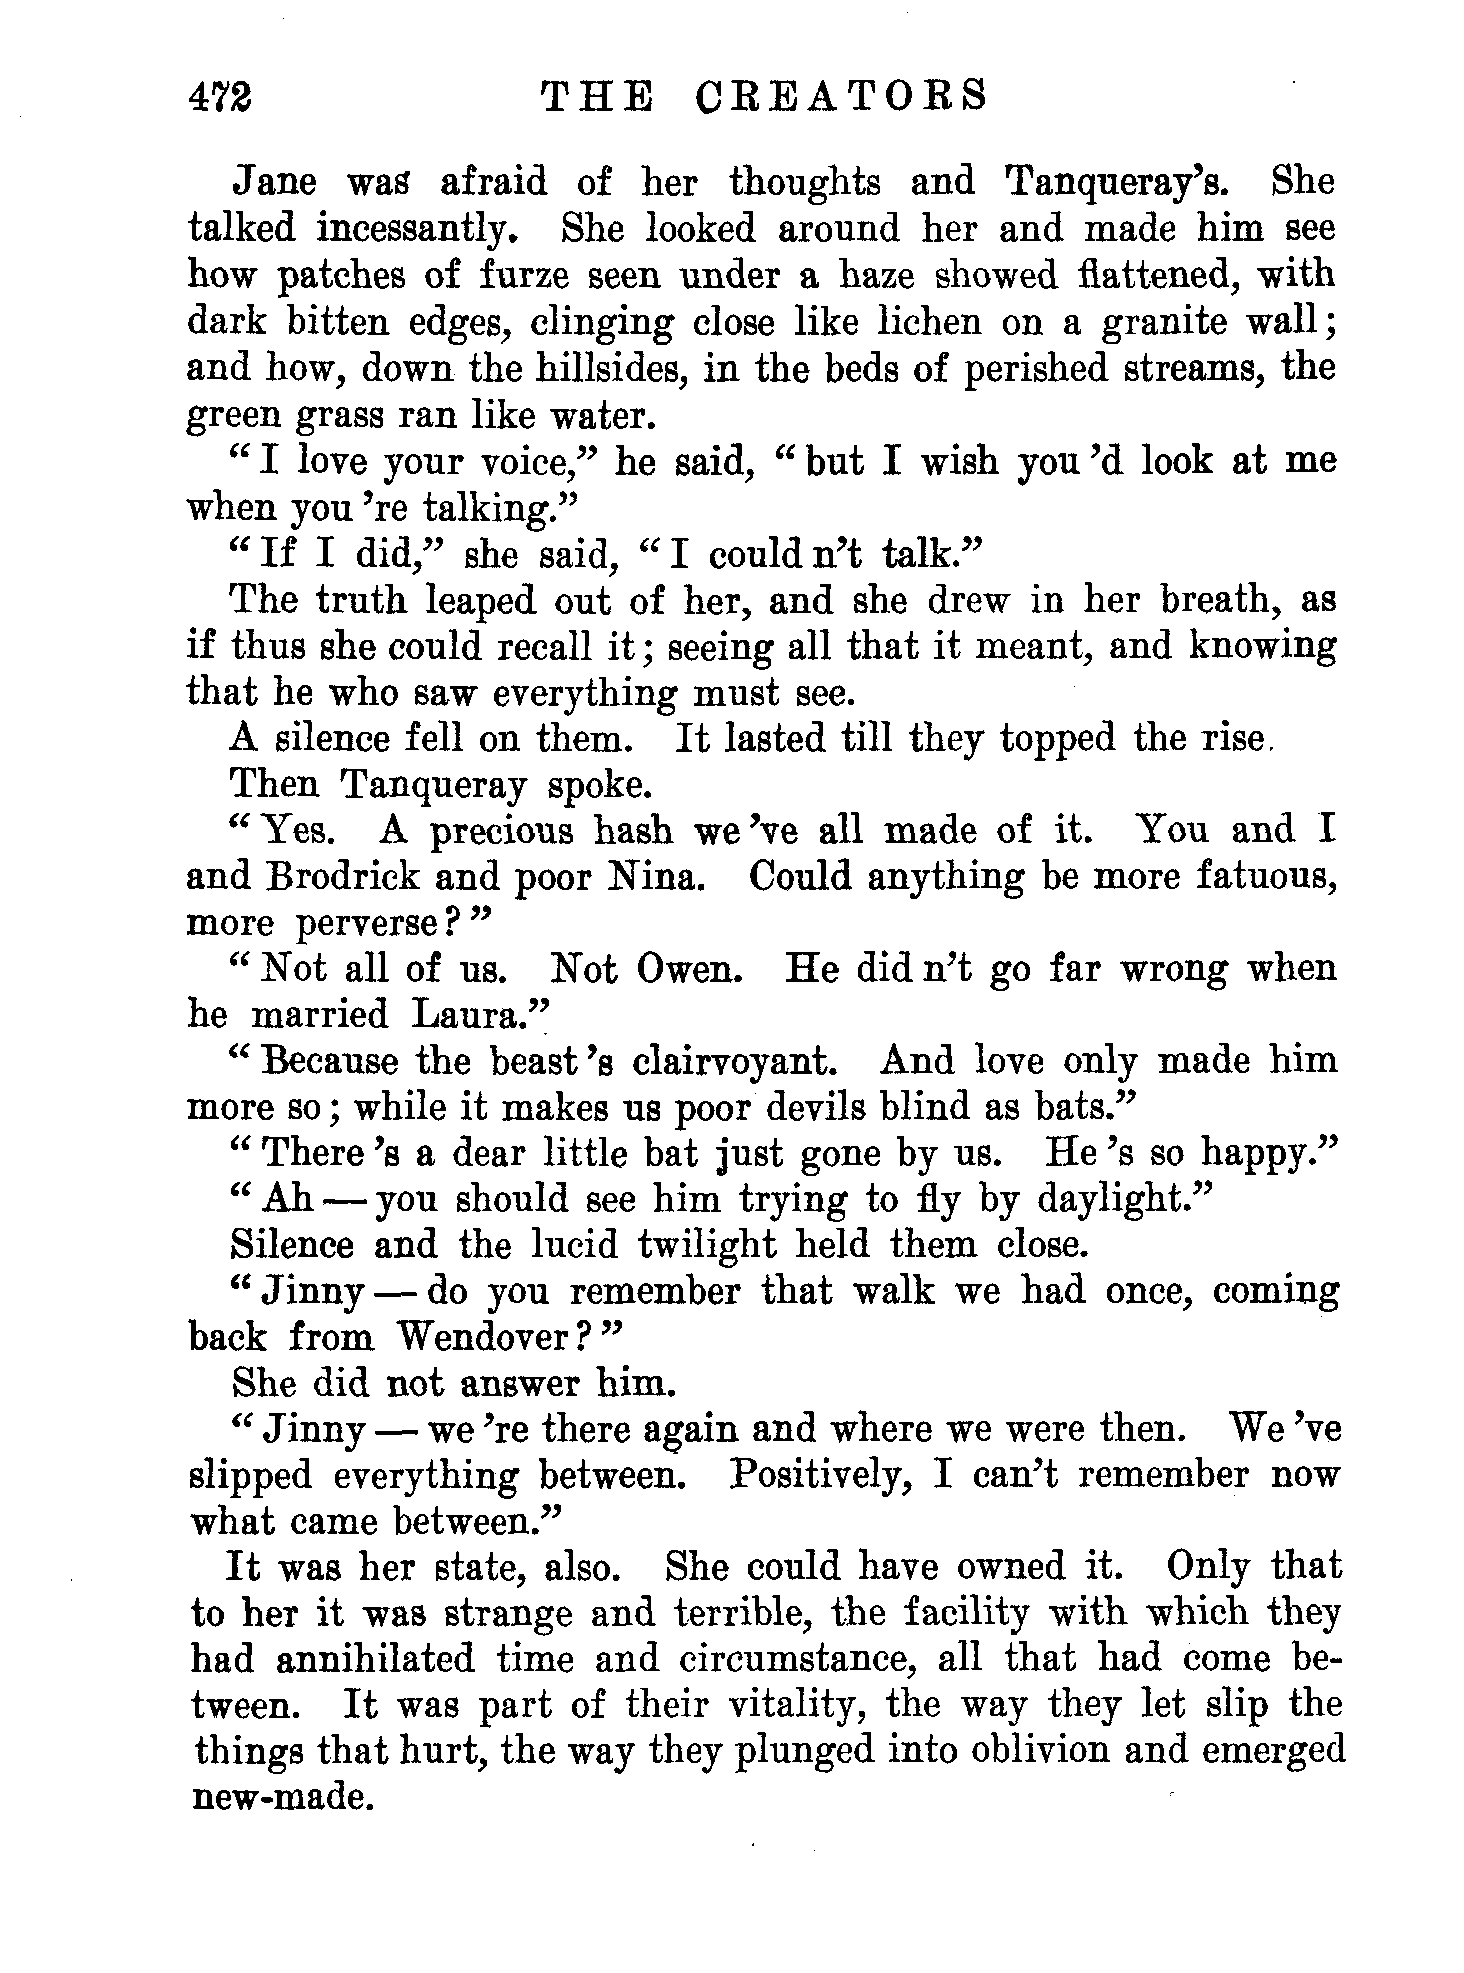 472 THE CREATORS
Jane was afraid of her thoughts and Tanqueray's. She
talked incessantly. She looked around her and made him see
how patches of furze seen under a haze showed flattened, with
dark bitten edges, clinging close like lichen on a granite wall;
and how, down the hillsides, in the beds of perished streams, the
green grass ran like water.
"I love your voice," he said, "but I wish you 'd look at me
when you 're talking."
"If I did," she said, "I could n't talk."
The truth leaped out of her, and she drew in her breath, as
if thus she could recall it; seeing all that it meant, and knowing
that he who saw everything must see.
A silence fell on them. It lasted till they topped the rise.
Then Tanqueray spoke.
"Yes. A precious hash we 've all made of it. You and I
and Brodrick and poor Nina. Could anything be more fatuous,
more perverse?"
"Not all of us. Not Owen. He did n't go far wrong when
he married Laura."
"Because the beast 's clairvoyant. And love only made him
more so; while it makes us poor devils blind as bats."
"There 's a dear little bat just gone by us. He 's so happy."
"Ah — you should see him trying to fly by daylight."
Silence and the lucid twilight held them close.
"Jinny — do you remember that walk we had once, coming
back from Wendover?"
She did not answer him.
"Jinny — we 're there again and where we were then. We 've
slipped everything between. Positively, I can't remember now
what came between."
It was her state, also. She could have owned it. Only that
to her it was strange and terrible, the facility with which they
had annihilated time and circumstance, all that had come be-
tween. It was part of their vitality, the way they let slip the
things that hurt, the way they plunged into oblivion and emerged
new-made.